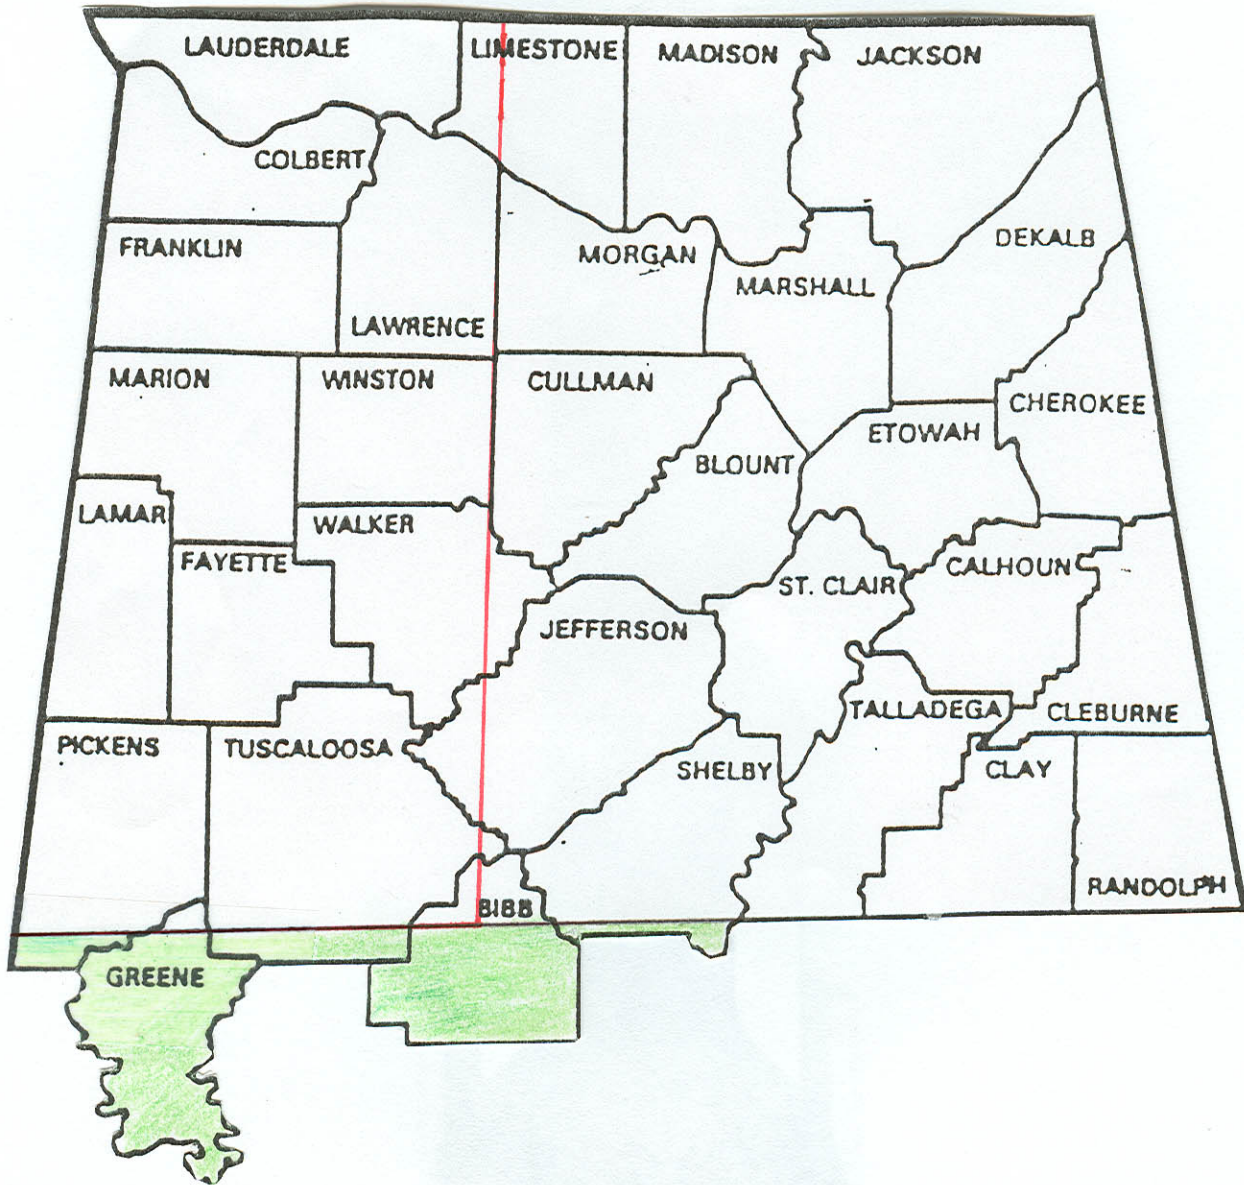 LAUDERDALE
LIMESTONE
MADISON
JACKSON
COLBERT
FRANKLIN
MORGAN
DEKALB
MARSHALL
LAWRENCE
MARION
WINSTON
CULLMAN
CHEROKEE
ETOWAH
BLOUNT
LAMAR
WALKER
FAYETTE
CALHOUN
ST. CLAIR
JEFFERSON
TALLADEGA
CLEBURNE
PICKENS
TUSCALOOSA
SHELBY
CLAY
RANDOLPH
BIBB
GREENE